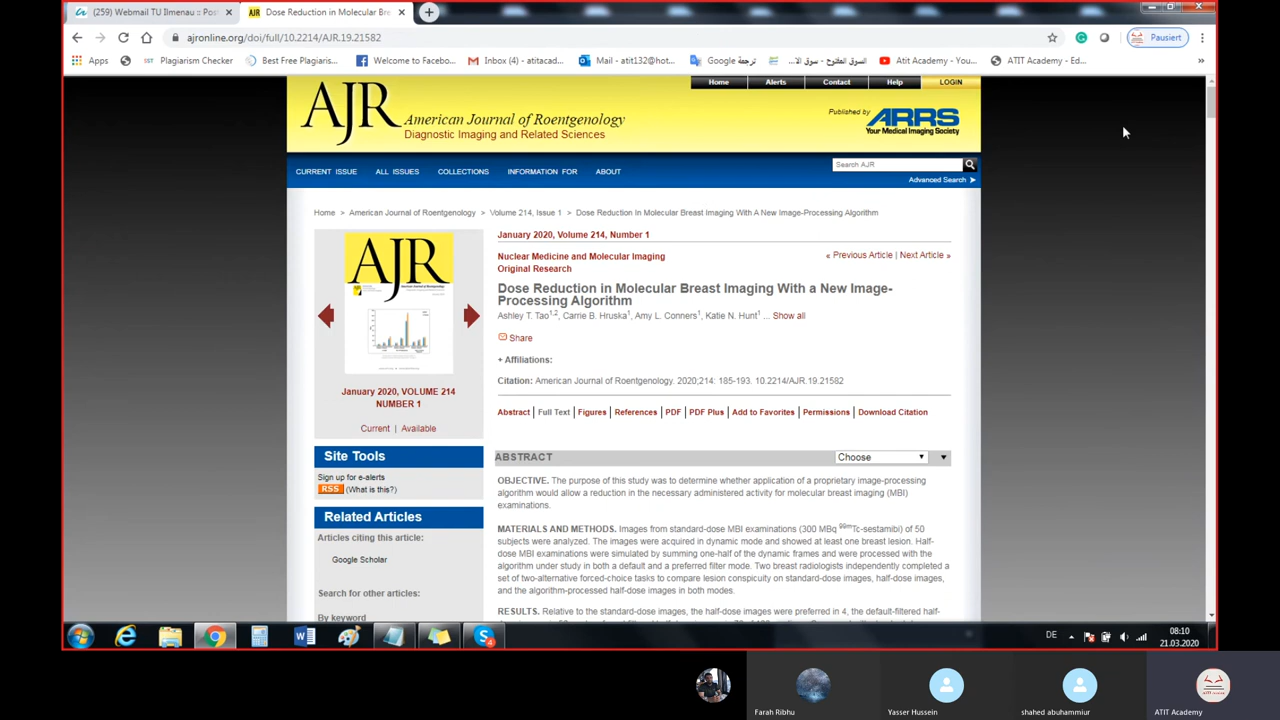 (259) Webmail TU Ilmenau :: Post
Dose Reduction in Molecular Bre
ajronline.org/doi/full/10.2214/AJR.19.21582
Pausiert
Apps
Plagiarism Checker
Best Free Plagiaris...
Welcome to Facebo...
Inbox (4) - atitacad...
Mail - atit132@hot...
ترجمة Google
السوق المفتوح - سوق الا...
Atit Academy - You...
ATIT Academy - Ed...
»
Home
Alerts
Contact
Help
LOGIN
AJR American Journal of Roentgenology
Diagnostic Imaging and Related Sciences
Published by ARRS
Your Medical Imaging Society
CURRENT ISSUE
ALL ISSUES
COLLECTIONS
INFORMATION FOR
ABOUT
Search AJR
Advanced Search
Home > American Journal of Roentgenology > Volume 214, Issue 1 > Dose Reduction In Molecular Breast Imaging With A New Image-Processing Algorithm
AJR
January 2020, VOLUME 214
NUMBER 1
Current | Available
January 2020, Volume 214, Number 1
Nuclear Medicine and Molecular Imaging
Original Research
« Previous Article | Next Article »
Dose Reduction in Molecular Breast Imaging With a New Image-
Processing Algorithm
Ashley T. Tao1,2, Carrie B. Hruska1, Amy L. Conners1, Katie N. Hunt1 ... Show all
Share
+ Affiliations:
Citation: American Journal of Roentgenology. 2020;214: 185-193. 10.2214/AJR.19.21582
Abstract | Full Text | Figures | References | PDF | PDF Plus | Add to Favorites | Permissions | Download Citation
ABSTRACT
Choose
OBJECTIVE. The purpose of this study was to determine whether application of a proprietary image-processing
algorithm would allow a reduction in the necessary administered activity for molecular breast imaging (MBI)
examinations.
MATERIALS AND METHODS. Images from standard-dose MBI examinations (300 MBq 99mTc-sestamibi) of 50
subjects were analyzed. The images were acquired in dynamic mode and showed at least one breast lesion. Half-
dose MBI examinations were simulated by summing one-half of the dynamic frames and were processed with the
algorithm under study in both a default and a preferred filter mode. Two breast radiologists independently completed a
set of two-alternative forced-choice tasks to compare lesion conspicuity on standard-dose images, half-dose images,
and the algorithm-processed half-dose images in both modes.
RESULTS. Relative to the standard-dose images, the half-dose images were preferred in 4, the default-filtered half-
Site Tools
Sign up for e-alerts
RSS (What is this?)
Related Articles
Articles citing this article:
Google Scholar
Search for other articles:
By keyword
DE
08:10
21.03.2020
Farah Ribhu
Yasser Hussein
shahed abuhammiur
ATIT Academy